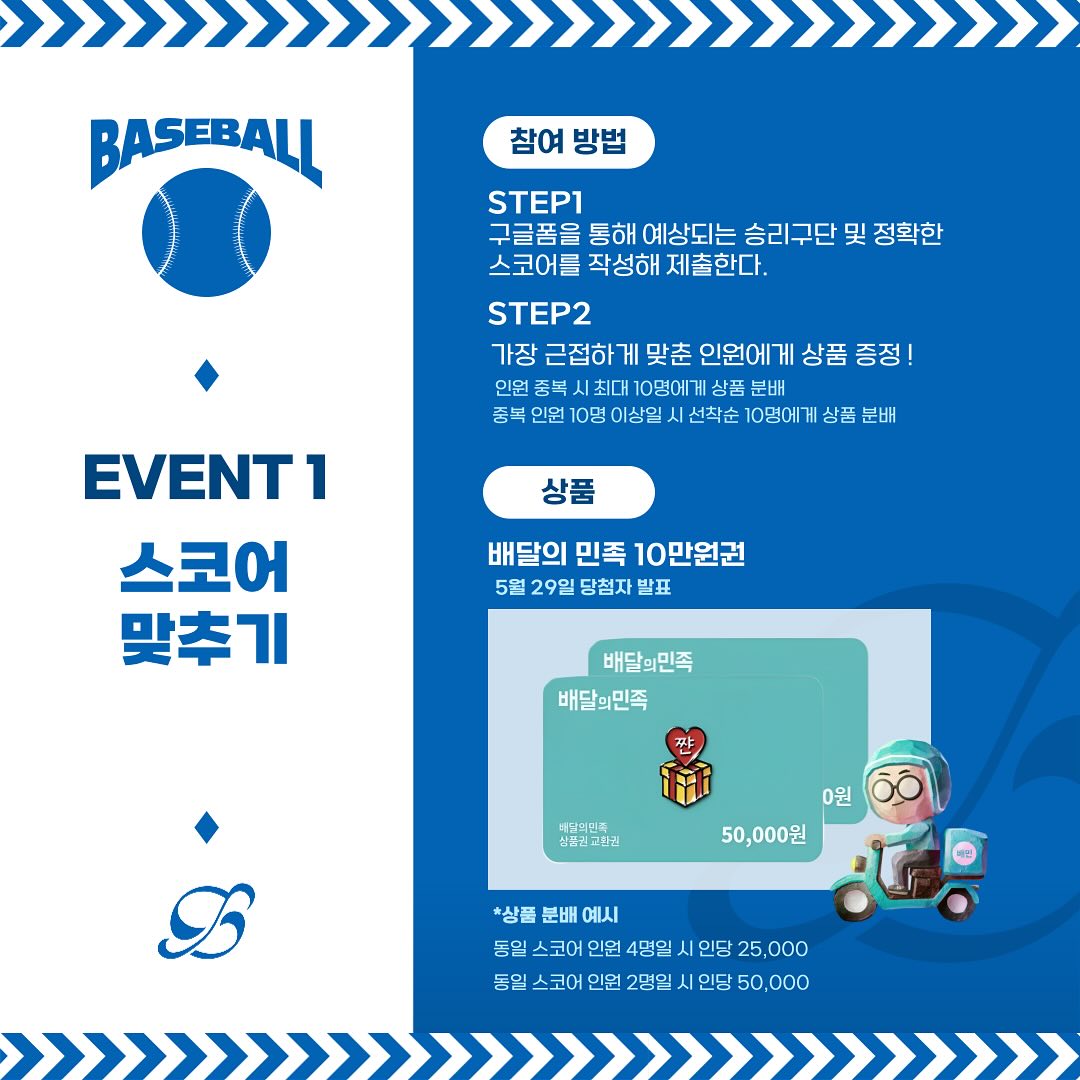 BASEBALL
EVENT 1
스코어
맞추기
참여 방법
STEP1
구글폼을 통해 예상되는 승리구단 및 정확한
스코어를 작성해 제출한다.
STEP2
가장 근접하게 맞춘 인원에게 상품 증정 !
인원 중복 시 최대 10명에게 상품 분배
중복 인원 10명 이상일 시 선착순 10명에게 상품 분배
상품
배달의 민족 10만원권
5월 29일 당첨자 발표
배달의민족
배달의민족
쨘
0원
배달의민족
상품권 교환권
50,000원
배민
*상품 분배 예시
동일 스코어 인원 4명일 시 인당 25,000
동일 스코어 인원 2명일 시 인당 50,000